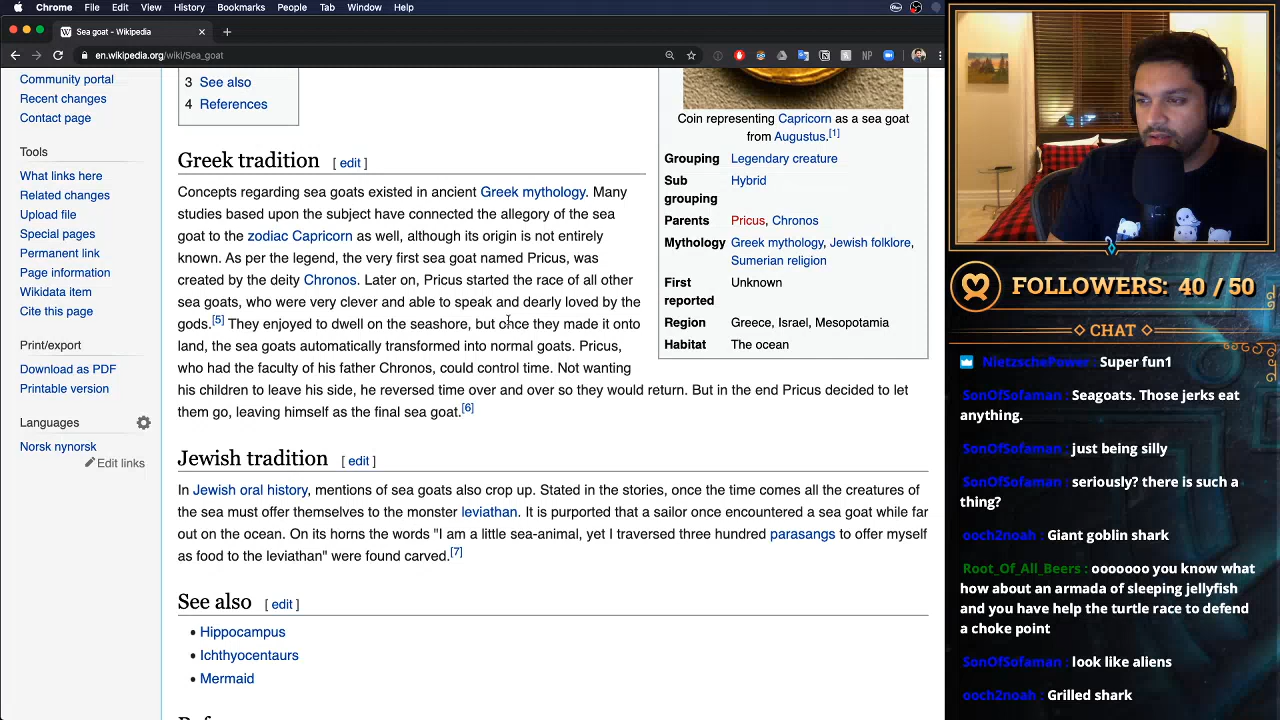 Chrome File Edit View History Bookmarks People Tab Window Help
Sea goat - Wikipedia
en.wikipedia.org/wiki/Sea_goat
NP
Community portal
Recent changes
Contact page
Tools
What links here
Related changes
Upload file
Special pages
Permanent link
Page information
Wikidata item
Cite this page
Print/export
Download as PDF
Printable version
Languages
Norsk nynorsk
Edit links
3 See also
4 References
Greek tradition [ edit ]
Concepts regarding sea goats existed in ancient Greek mythology. Many
studies based upon the subject have connected the allegory of the sea
goat to the zodiac Capricorn as well, although its origin is not entirely
known. As per the legend, the very first sea goat named Pricus, was
created by the deity Chronos. Later on, Pricus started the race of all other
sea goats, who were very clever and able to speak and dearly loved by the
gods.[5] They enjoyed to dwell on the seashore, but once they made it onto
land, the sea goats automatically transformed into normal goats. Pricus,
who had the faculty of his father Chronos, could control time. Not wanting
his children to leave his side, he reversed time over and over so they would return. But in the end Pricus decided to let
them go, leaving himself as the final sea goat.[6]
Coin representing Capricorn as a sea goat
from Augustus.[1]
Grouping Legendary creature
Sub Hybrid
grouping
Parents Pricus, Chronos
Mythology Greek mythology, Jewish folklore,
Sumerian religion
First Unknown
reported
Region Greece, Israel, Mesopotamia
Habitat The ocean
Jewish tradition [ edit ]
In Jewish oral history, mentions of sea goats also crop up. Stated in the stories, once the time comes all the creatures of
the sea must offer themselves to the monster leviathan. It is purported that a sailor once encountered a sea goat while far
out on the ocean. On its horns the words "I am a little sea-animal, yet I traversed three hundred parasangs to offer myself
as food to the leviathan" were found carved.[7]
See also [ edit ]
• Hippocampus
• Ichthyocentaurs
• Mermaid
FOLLOWERS: 40 / 50
CHAT
NietzschePower : Super fun1
SonOfSofaman : Seagoats. Those jerks eat
anything.
SonOfSofaman : just being silly
SonOfSofaman : seriously? there is such a
thing?
ooch2noah : Giant goblin shark
Root_Of_All_Beers : ooooooo you know what
how about an armada of sleeping jellyfish
and you have help the turtle race to defend
a choke point
SonOfSofaman : look like aliens
ooch2noah : Grilled shark